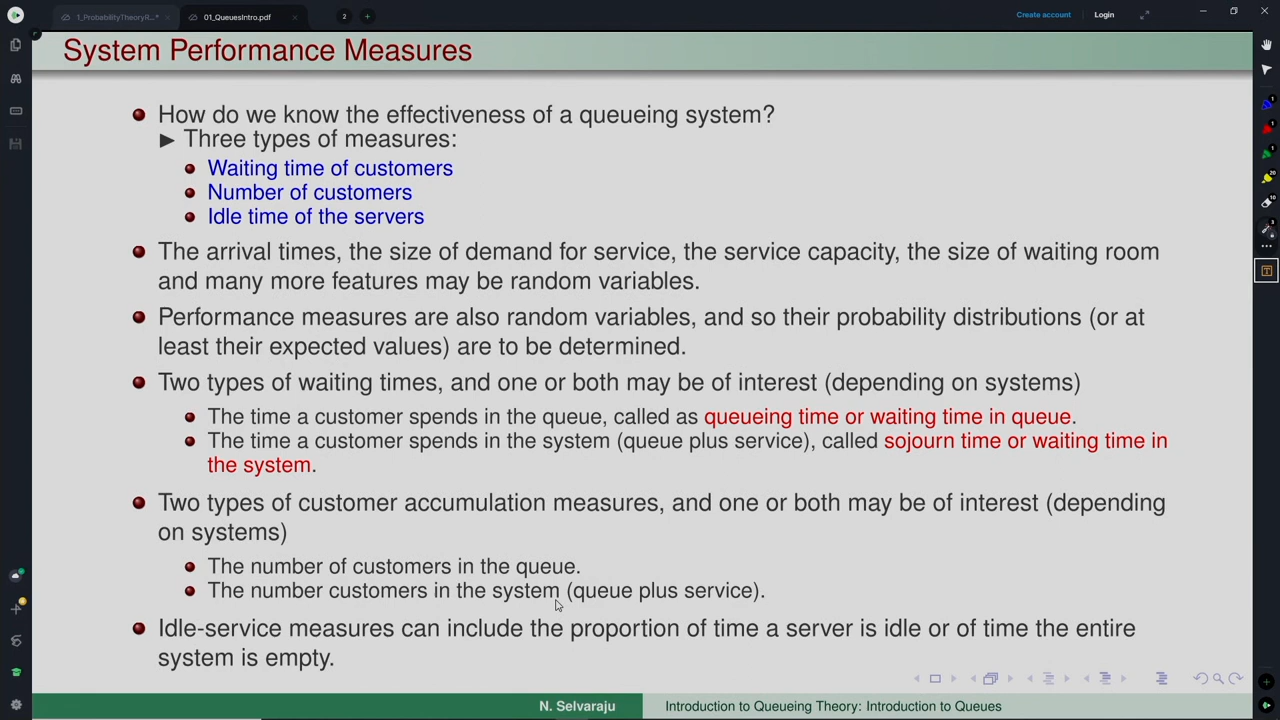 1_ProbabilityTheoryR...*
01_QueuesIntro.pdf
2
Create account
Login
System Performance Measures
How do we know the effectiveness of a queueing system?
Three types of measures:
Waiting time of customers
Number of customers
Idle time of the servers
The arrival times, the size of demand for service, the service capacity, the size of waiting room
and many more features may be random variables.
Performance measures are also random variables, and so their probability distributions (or at
least their expected values) are to be determined.
Two types of waiting times, and one or both may be of interest (depending on systems)
The time a customer spends in the queue, called as queueing time or waiting time in queue.
The time a customer spends in the system (queue plus service), called sojourn time or waiting time in
the system.
Two types of customer accumulation measures, and one or both may be of interest (depending
on systems)
The number of customers in the queue.
The number customers in the system (queue plus service).
Idle-service measures can include the proportion of time a server is idle or of time the entire
system is empty.
N. Selvaraju
Introduction to Queueing Theory: Introduction to Queues